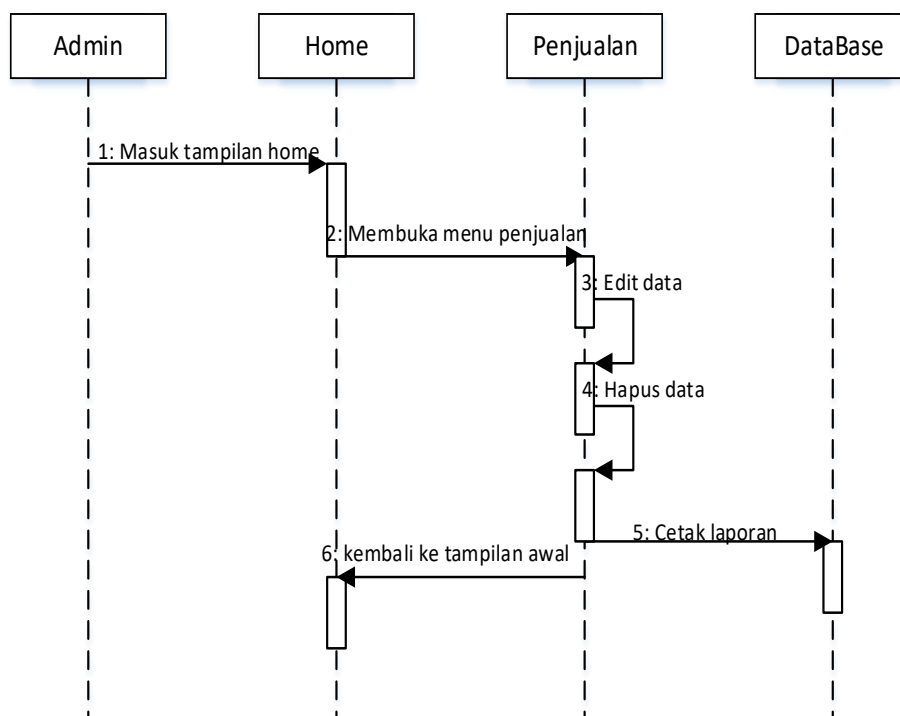 Admin
Home
Penjualan
DataBase
1: Masuk tampilan home
2: Membuka menu penjualan
3: Edit data
4: Hapus data
5: Cetak laporan
6: kembali ke tampilan awal